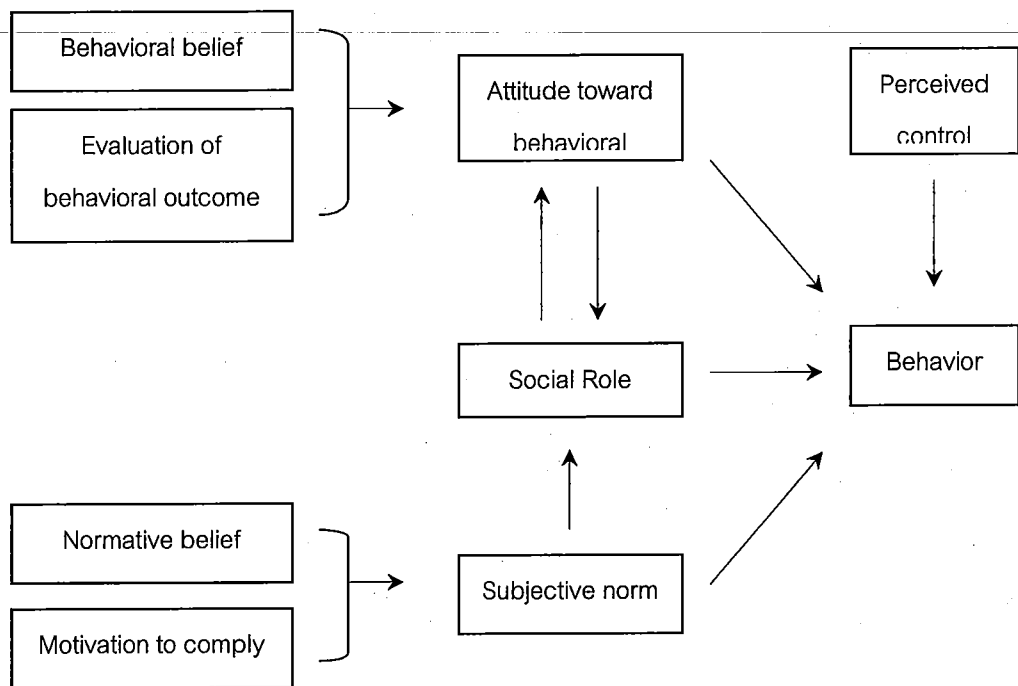 Behavioral belief
Evaluation of
behavioral outcome
Attitude toward
behavioral
Perceived
control
Social Role
Behavior
Normative belief
Motivation to comply
Subjective norm